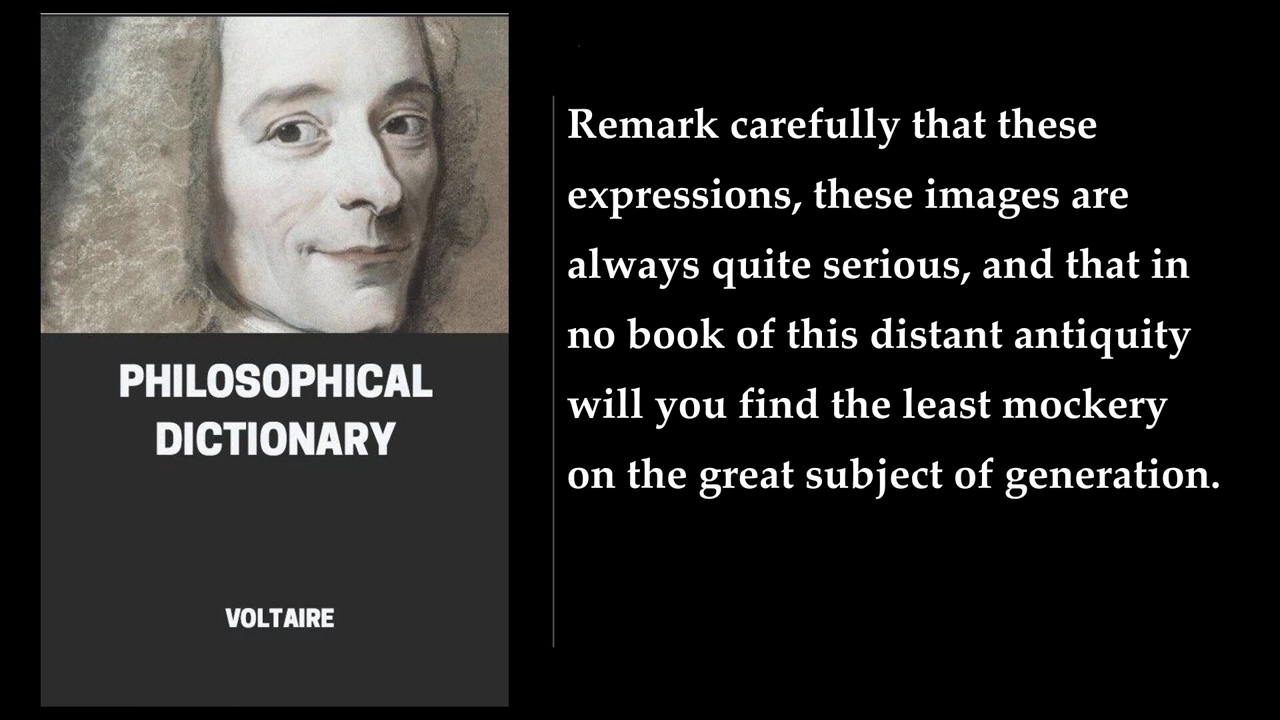 PHILOSOPHICAL
DICTIONARY
VOLTAIRE
Remark carefully that these
expressions, these images are
always quite serious, and that in
no book of this distant antiquity
will you find the least mockery
on the great subject of generation.